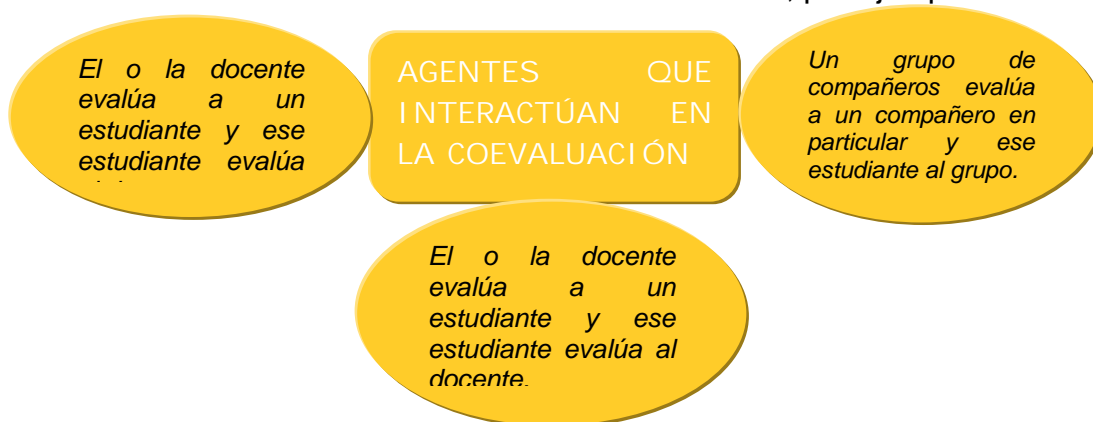 El o la docente
evalúa a un
estudiante y ese
estudiante evalúa
AGENTES QUE
INTERACTÚAN EN
LA COEVALUACIÓN
Un grupo de
compañeros evalúa
a un compañero en
particular y ese
estudiante al grupo.
El o la docente
evalúa a un
estudiante y ese
estudiante evalúa al
docente.